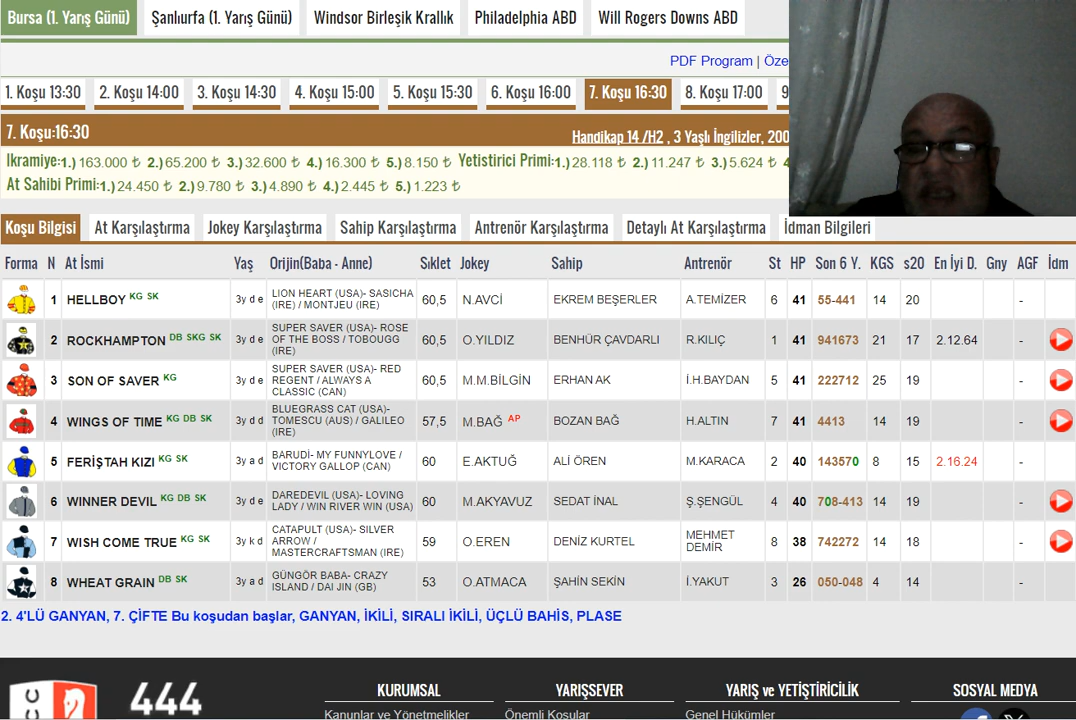 Bursa (1. Yarış Günü) Şanlıurfa (1. Yarış Günü) Windsor Birleşik Krallık Philadelphia ABD Will Rogers Downs ABD
PDF Program | Öze
1. Koşu 13:30 2. Koşu 14:00 3. Koşu 14:30 4. Koşu 15:00 5. Koşu 15:30 6. Koşu 16:00 7. Koşu 16:30 8. Koşu 17:00 9
7. Koşu:16:30 Handikap 14 /H2 , 3 Yaşlı İngilizler, 200
Ikramiye:1.) 163.000 ₺ 2.) 65.200 ₺ 3.) 32.600 ₺ 4.) 16.300 ₺ 5.) 8.150 ₺ Yetistirici Primi:1.) 28.118 ₺ 2.) 11.247 ₺ 3.) 5.624 ₺ 4
At Sahibi Primi:1.) 24.450 ₺ 2.) 9.780 ₺ 3.) 4.890 ₺ 4.) 2.445 ₺ 5.) 1.223 ₺
Koşu Bilgisi At Karşılaştırma Jokey Karşılaştırma Sahip Karşılaştırma Antrenör Karşılaştırma Detaylı At Karşılaştırma İdman Bilgileri
Forma N At İsmi Yaş Orijin(Baba - Anne) Sıklet Jokey Sahip Antrenör St HP Son 6 Y. KGS s20 En İyi D. Gny AGF İdm
1 HELLBOY KG SK 3y d e LION HEART (USA)- SASICHA (IRE) / MONTJEU (IRE) 60,5 N.AVCİ EKREM BEŞERLER A.TEMİZER 6 41 55-441 14 20 -
2 ROCKHAMPTON DB SKG SK 3y d e SUPER SAVER (USA)- ROSE OF THE BOSS / TOBOUGG (IRE) 60,5 O.YILDIZ BENHÜR ÇAVDARLI R.KILIÇ 1 41 941673 21 17 2.12.64 -
3 SON OF SAVER KG 3y d e SUPER SAVER (USA)- RED REGENT / ALWAYS A CLASSIC (CAN) 60,5 M.M.BİLGİN ERHAN AK İ.H.BAYDAN 5 41 222712 25 19 -
4 WINGS OF TIME KG DB SK 3y d d BLUEGRASS CAT (USA)- TOMESCU (AUS) / GALILEO (IRE) 57,5 M.BAĞ AP BOZAN BAĞ H.ALTIN 7 41 4413 14 19 -
5 FERİŞTAH KIZI KG SK 3y a d BARUDİ- MY FUNNYLOVE / VICTORY GALLOP (CAN) 60 E.AKTUĞ ALİ ÖREN M.KARACA 2 40 143570 8 15 2.16.24 -
6 WINNER DEVIL KG DB SK 3y d e DAREDEVIL (USA)- LOVING LADY / WIN RIVER WIN (USA) 60 M.AKYAVUZ SEDAT İNAL Ş.ŞENGÜL 4 40 708-413 14 19 -
7 WISH COME TRUE KG SK 3y k d CATAPULT (USA)- SILVER ARROW / MASTERCRAFTSMAN (IRE) 59 O.EREN DENİZ KURTEL MEHMET DEMİR 8 38 742272 14 18 -
8 WHEAT GRAIN DB SK 3y a d GÜNGÖR BABA- CRAZY ISLAND / DAI JIN (GB) 53 O.ATMACA ŞAHİN SEKİN İ.YAKUT 3 26 050-048 4 14 -
2. 4'LÜ GANYAN, 7. ÇİFTE Bu koşudan başlar, GANYAN, İKİLİ, SIRALI İKİLİ, ÜÇLÜ BAHİS, PLASE
444 KURUMSAL YARIŞSEVER YARIŞ ve YETİŞTİRİCİLİK SOSYAL MEDYA
Kanunlar ve Yönetmelikler Önemli Koşular Genel Hükümler